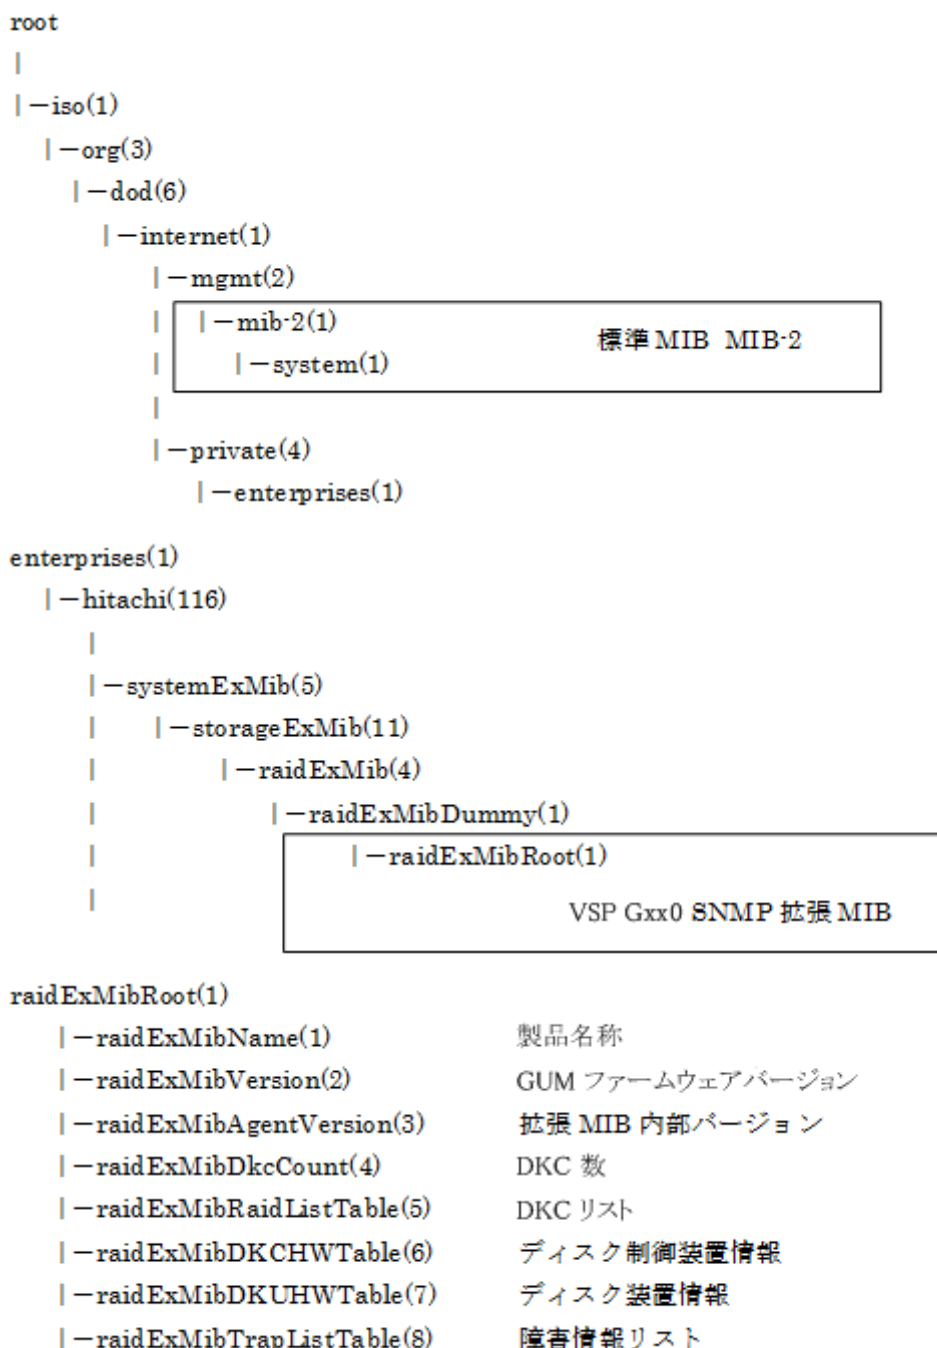 root
|
|－iso(1)
|－org(3)
|－dod(6)
|－internet(1)
|－mgmt(2)
| |－mib-2(1) 標準 MIB MIB-2
| |－system(1)
|
|－private(4)
|－enterprises(1)
enterprises(1)
|－hitachi(116)
|
|－systemExMib(5)
| |－storageExMib(11)
| |－raidExMib(4)
| |－raidExMibDummy(1)
| |－raidExMibRoot(1)
| VSP Gxx0 SNMP 拡張 MIB
raidExMibRoot(1)
|－raidExMibName(1) 製品名称
|－raidExMibVersion(2) GUM ファームウェアバージョン
|－raidExMibAgentVersion(3) 拡張 MIB 内部バージョン
|－raidExMibDkcCount(4) DKC 数
|－raidExMibRaidListTable(5) DKC リスト
|－raidExMibDKCHWTable(6) ディスク制御装置情報
|－raidExMibDKUHWTable(7) ディスク装置情報
|－raidExMibTrapListTable(8) 障害情報リスト